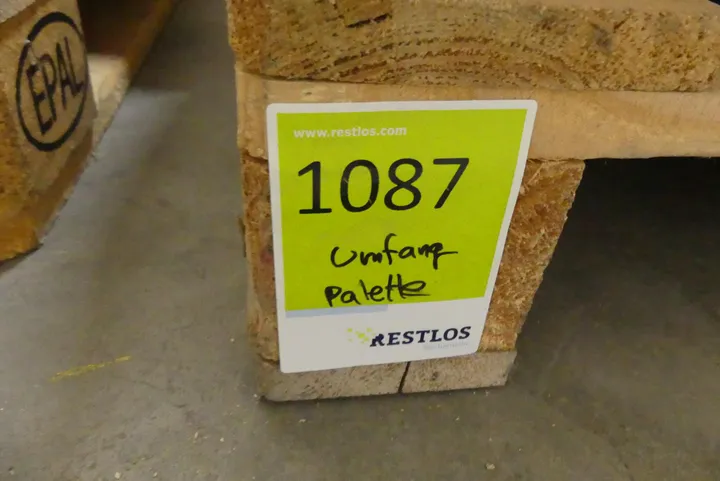 EPAL
www.restlos.com
1087
Umfang
Palette
RESTLOS